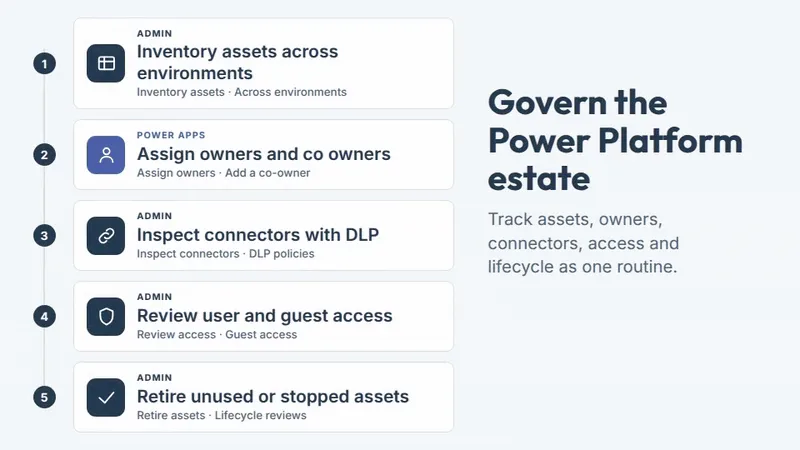 1
ADMIN
Inventory assets across
environments
Inventory assets · Across environments
2
POWER APPS
Assign owners and co owners
Assign owners · Add a co-owner
3
ADMIN
Inspect connectors with DLP
Inspect connectors · DLP policies
4
ADMIN
Review user and guest access
Review access · Guest access
5
ADMIN
Retire unused or stopped assets
Retire assets · Lifecycle reviews
Govern the
Power Platform
estate
Track assets, owners,
connectors, access and
lifecycle as one routine.